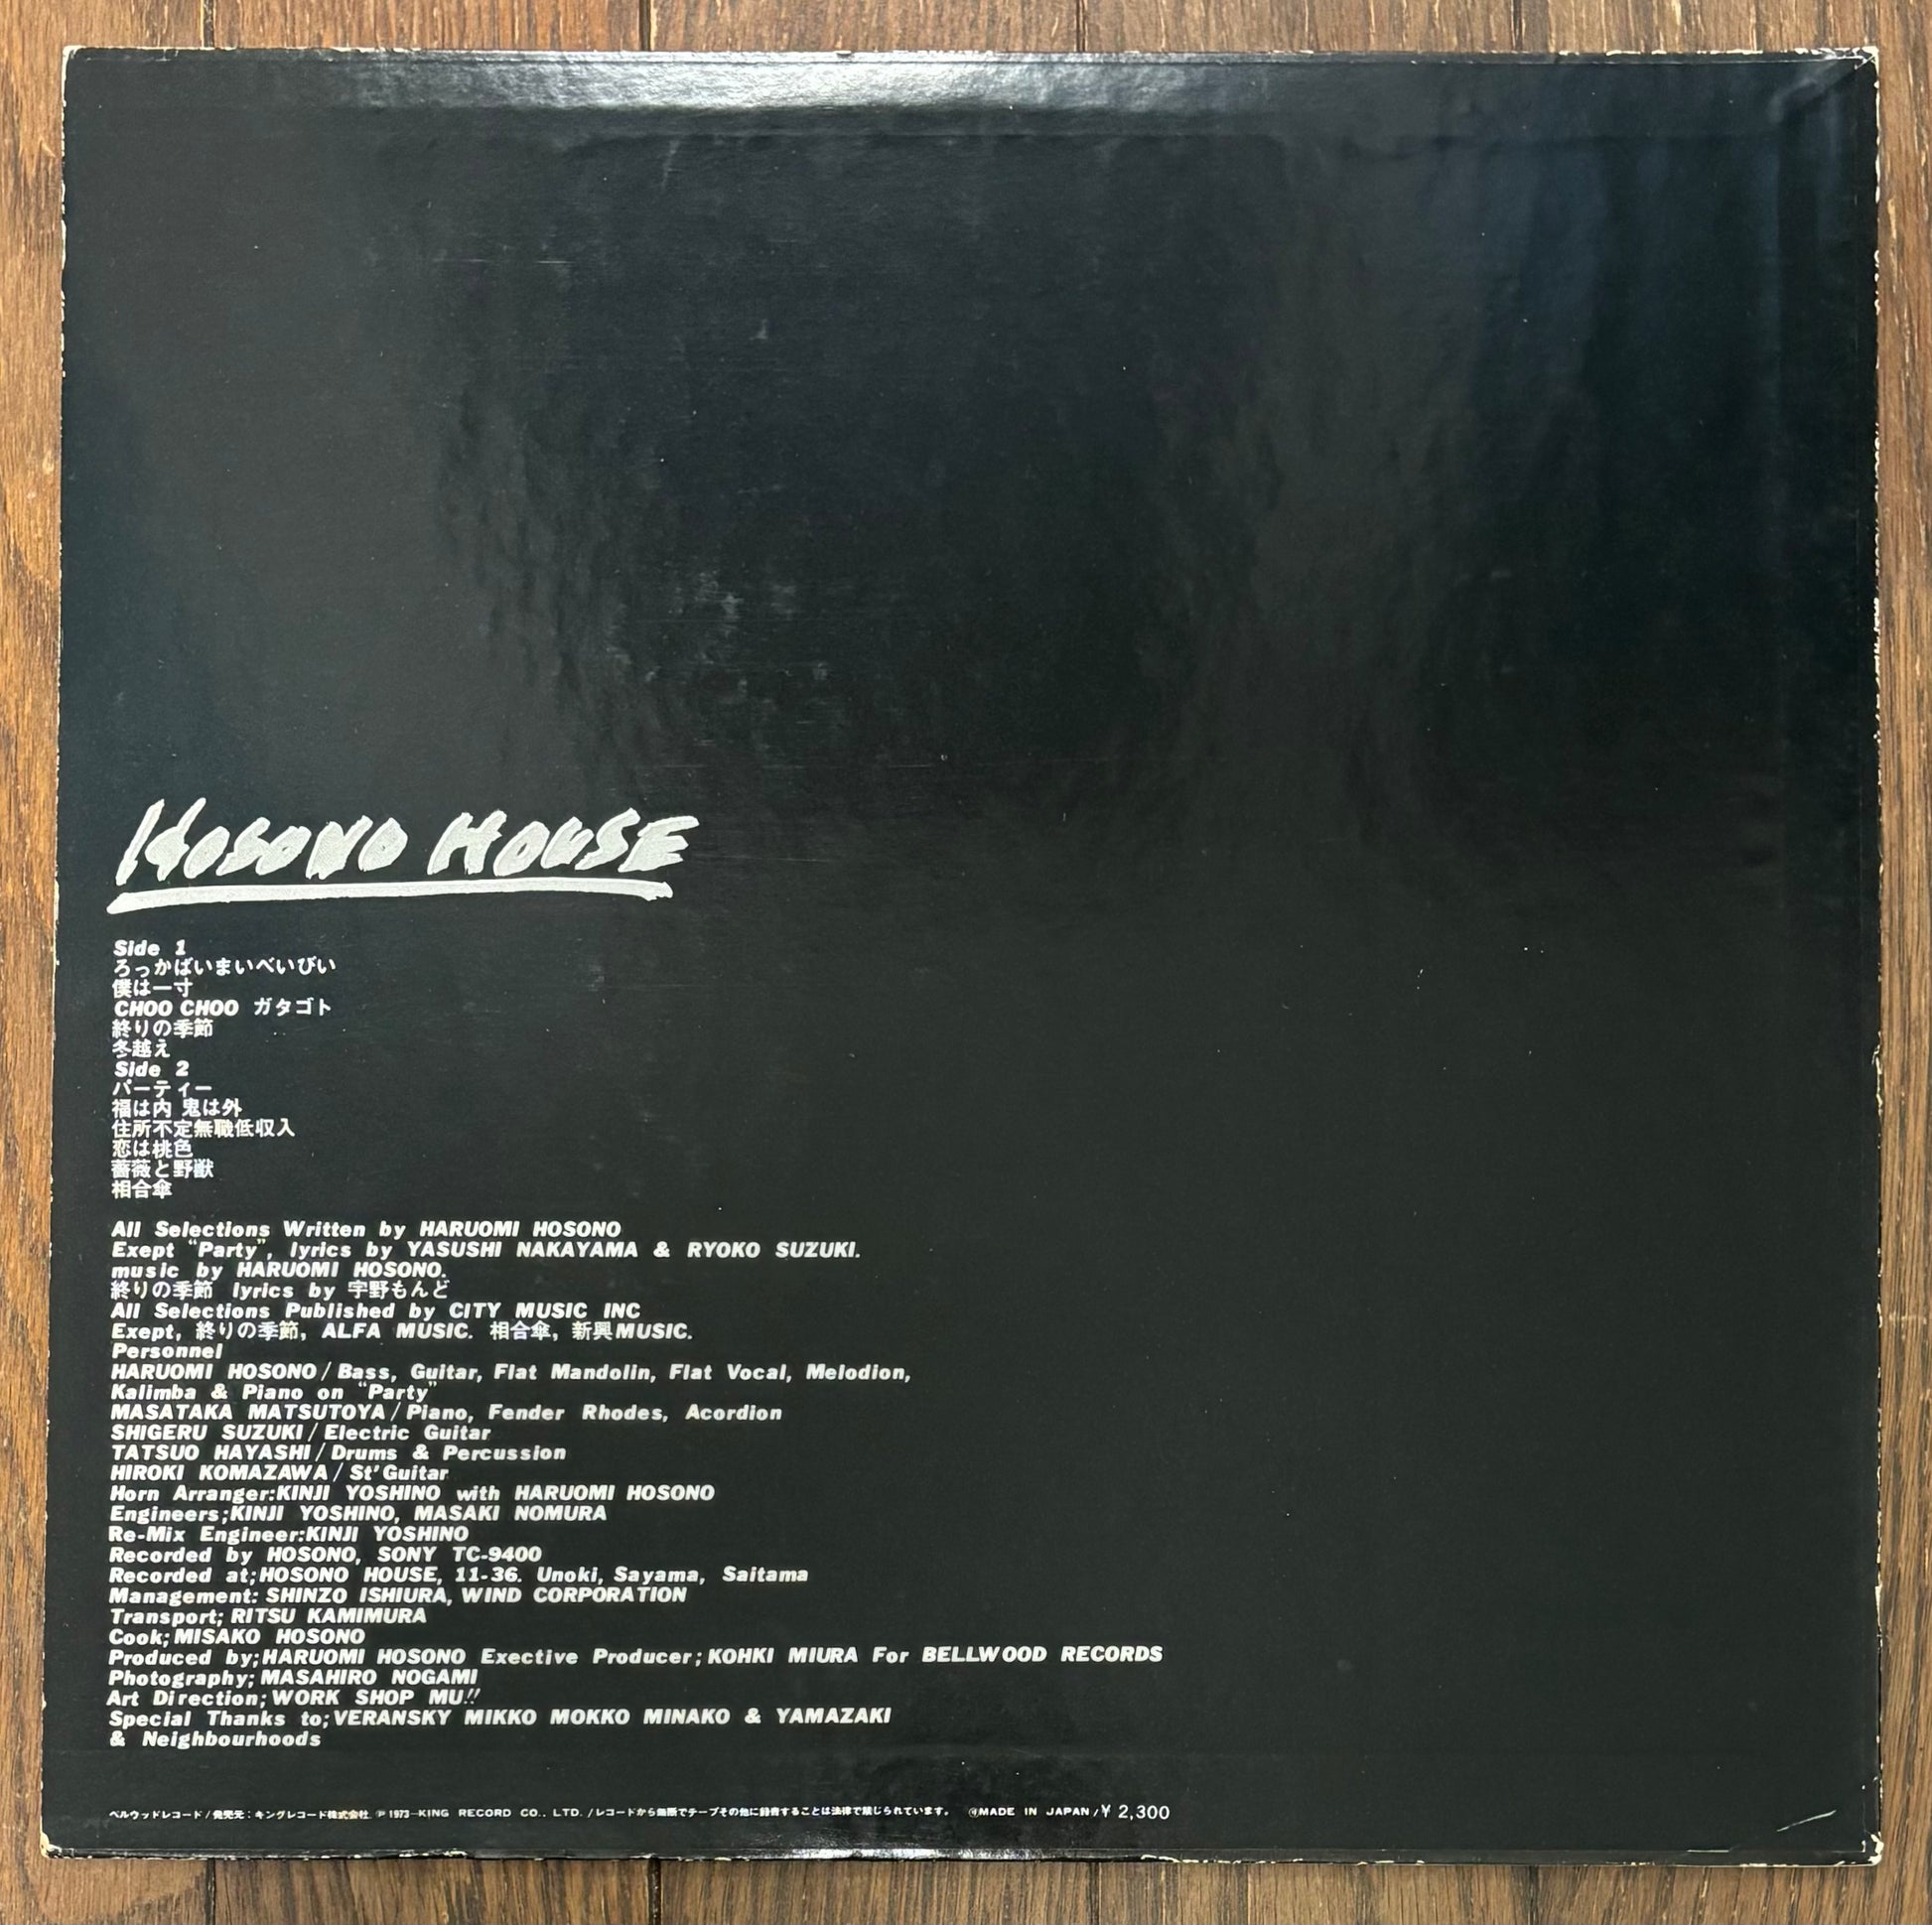 HOSONO HOUSE
Side 1
ろっかばいまいべいびい
僕は一寸
CHOO CHOO ガタゴト
終りの季節
冬越え
Side 2
パーティー
福は内 鬼は外
住所不定無職低収入
恋は桃色
薔薇と野獣
相合傘
All Selections Written by HARUOMI HOSONO
Exept "Party", lyrics by YASUSHI NAKAYAMA & RYOKO SUZUKI.
music by HARUOMI HOSONO.
終りの季節 lyrics by 宇野もんど
All Selections Published by CITY MUSIC INC
Exept, 終りの季節, ALFA MUSIC. 相合傘, 新興MUSIC.
Personnel
HARUOMI HOSONO/Bass, Guitar, Flat Mandolin, Flat Vocal, Melodion,
Kalimba & Piano on "Party"
MASATAKA MATSUTOYA/Piano, Fender Rhodes, Acordion
SHIGERU SUZUKI/Electric Guitar
TATSUO HAYASHI/Drums & Percussion
HIROKI KOMAZAWA/St'Guitar
Horn Arranger:KINJI YOSHINO with HARUOMI HOSONO
Engineers;KINJI YOSHINO, MASAKI NOMURA
Re-Mix Engineer:KINJI YOSHINO
Recorded by HOSONO, SONY TC-9400
Recorded at;HOSONO HOUSE, 11-36. Unoki, Sayama, Saitama
Management: SHINZO ISHIURA, WIND CORPORATION
Transport; RITSU KAMIMURA
Cook;MISAKO HOSONO
Produced by;HARUOMI HOSONO Exective Producer;KOHKI MIURA For BELLWOOD RECORDS
Photography;MASAHIRO NOGAMI
Art Direction;WORK SHOP MU!!
Special Thanks to;VERANSKY MIKKO MOKKO MINAKO & YAMAZAKI
& Neighbourhoods
ベルウッドレコード/発売元:キングレコード株式会社 ℗1973—KING RECORD CO., LTD./レコードから無断でテープその他に録音することは法律で禁じられています。 MADE IN JAPAN/¥ 2,300